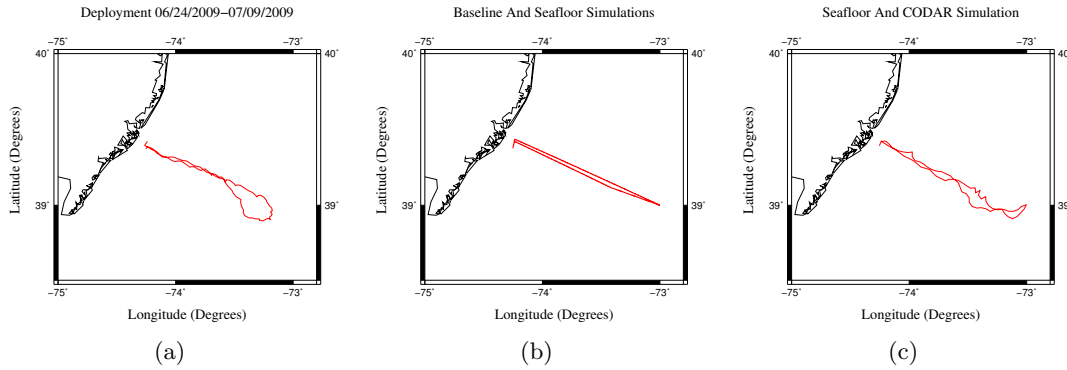 Deployment 06/24/2009−07/09/2009
−75˚ −74˚ −73˚
40˚ 40˚
39˚ 39˚
−75˚ −74˚ −73˚
Latitude (Degrees)
Longitude (Degrees)
(a)
Baseline And Seafloor Simulations
−75˚ −74˚ −73˚
40˚ 40˚
39˚ 39˚
−75˚ −74˚ −73˚
Latitude (Degrees)
Longitude (Degrees)
(b)
Seafloor And CODAR Simulation
−75˚ −74˚ −73˚
40˚ 40
39˚ 39
−75˚ −74˚ −73˚
Latitude (Degrees)
Longitude (Degrees)
(c)